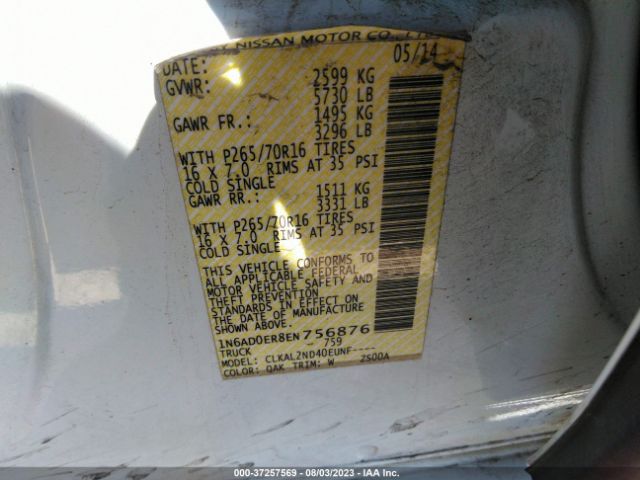 BY NISSAN MOTOR CO., LTD.
DATE: 05/14
GVWR: 2599 KG
5730 LB
GAWR FR.: 1495 KG
3296 LB
WITH P265/70R16 TIRES
16 X 7.0 RIMS AT 35 PSI
COLD SINGLE
GAWR RR.: 1511 KG
3331 LB
WITH P265/70R16 TIRES
16 X 7.0 RIMS AT 35 PSI
COLD SINGLE
THIS VEHICLE CONFORMS TO
ALL APPLICABLE FEDERAL
MOTOR VEHICLE SAFETY AND
THEFT PREVENTION
STANDARDS IN EFFECT ON
THE DATE OF MANUFACTURE
SHOWN ABOVE.
1N6AD0ER8EN756876
TRUCK 759
MODEL: CLKALZND40EUNF----
COLOR: QAK TRIM: W 2S00A
000-37257569 - 08/03/2023 - IAA Inc.